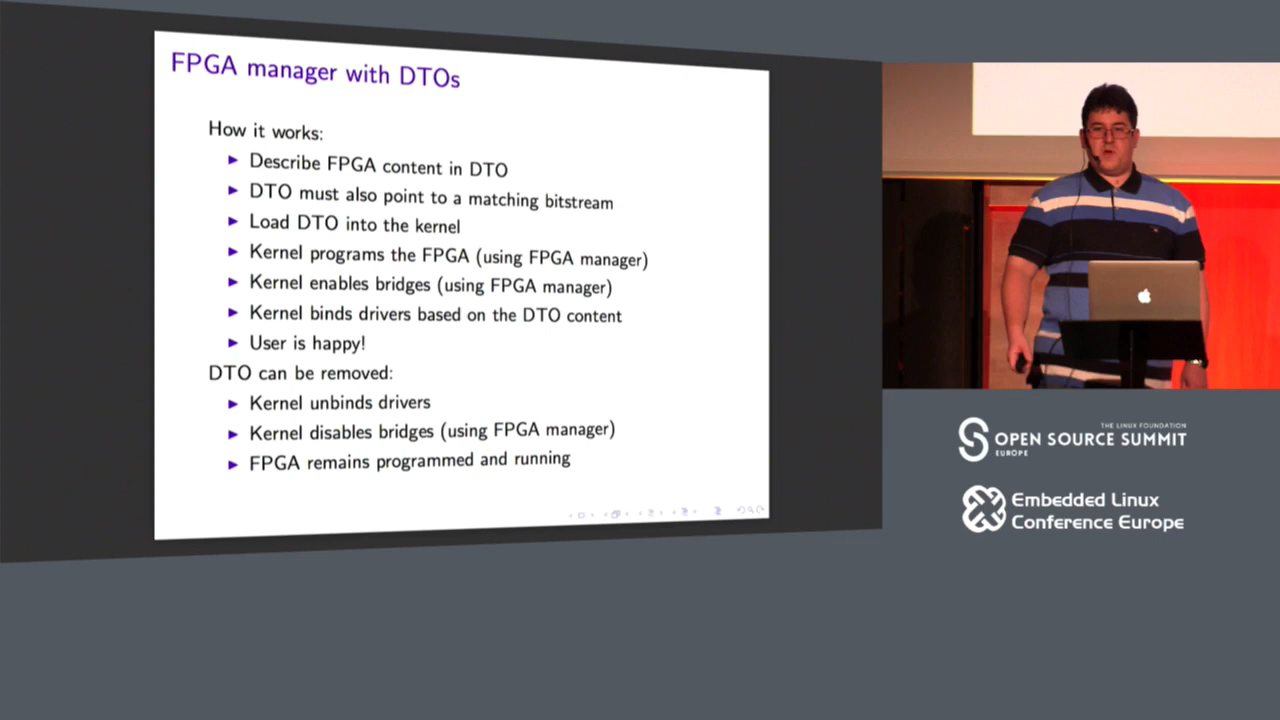 FPGA manager with DTOs
How it works:
Describe FPGA content in DTO
DTO must also point to a matching bitstream
Load DTO into the kernel
Kernel programs the FPGA (using FPGA manager)
Kernel enables bridges (using FPGA manager)
Kernel binds drivers based on the DTO content
User is happy!
DTO can be removed:
Kernel unbinds drivers
Kernel disables bridges (using FPGA manager)
FPGA remains programmed and running
THE LINUX FOUNDATION
OPEN SOURCE SUMMIT
EUROPE
Embedded Linux
Conference Europe